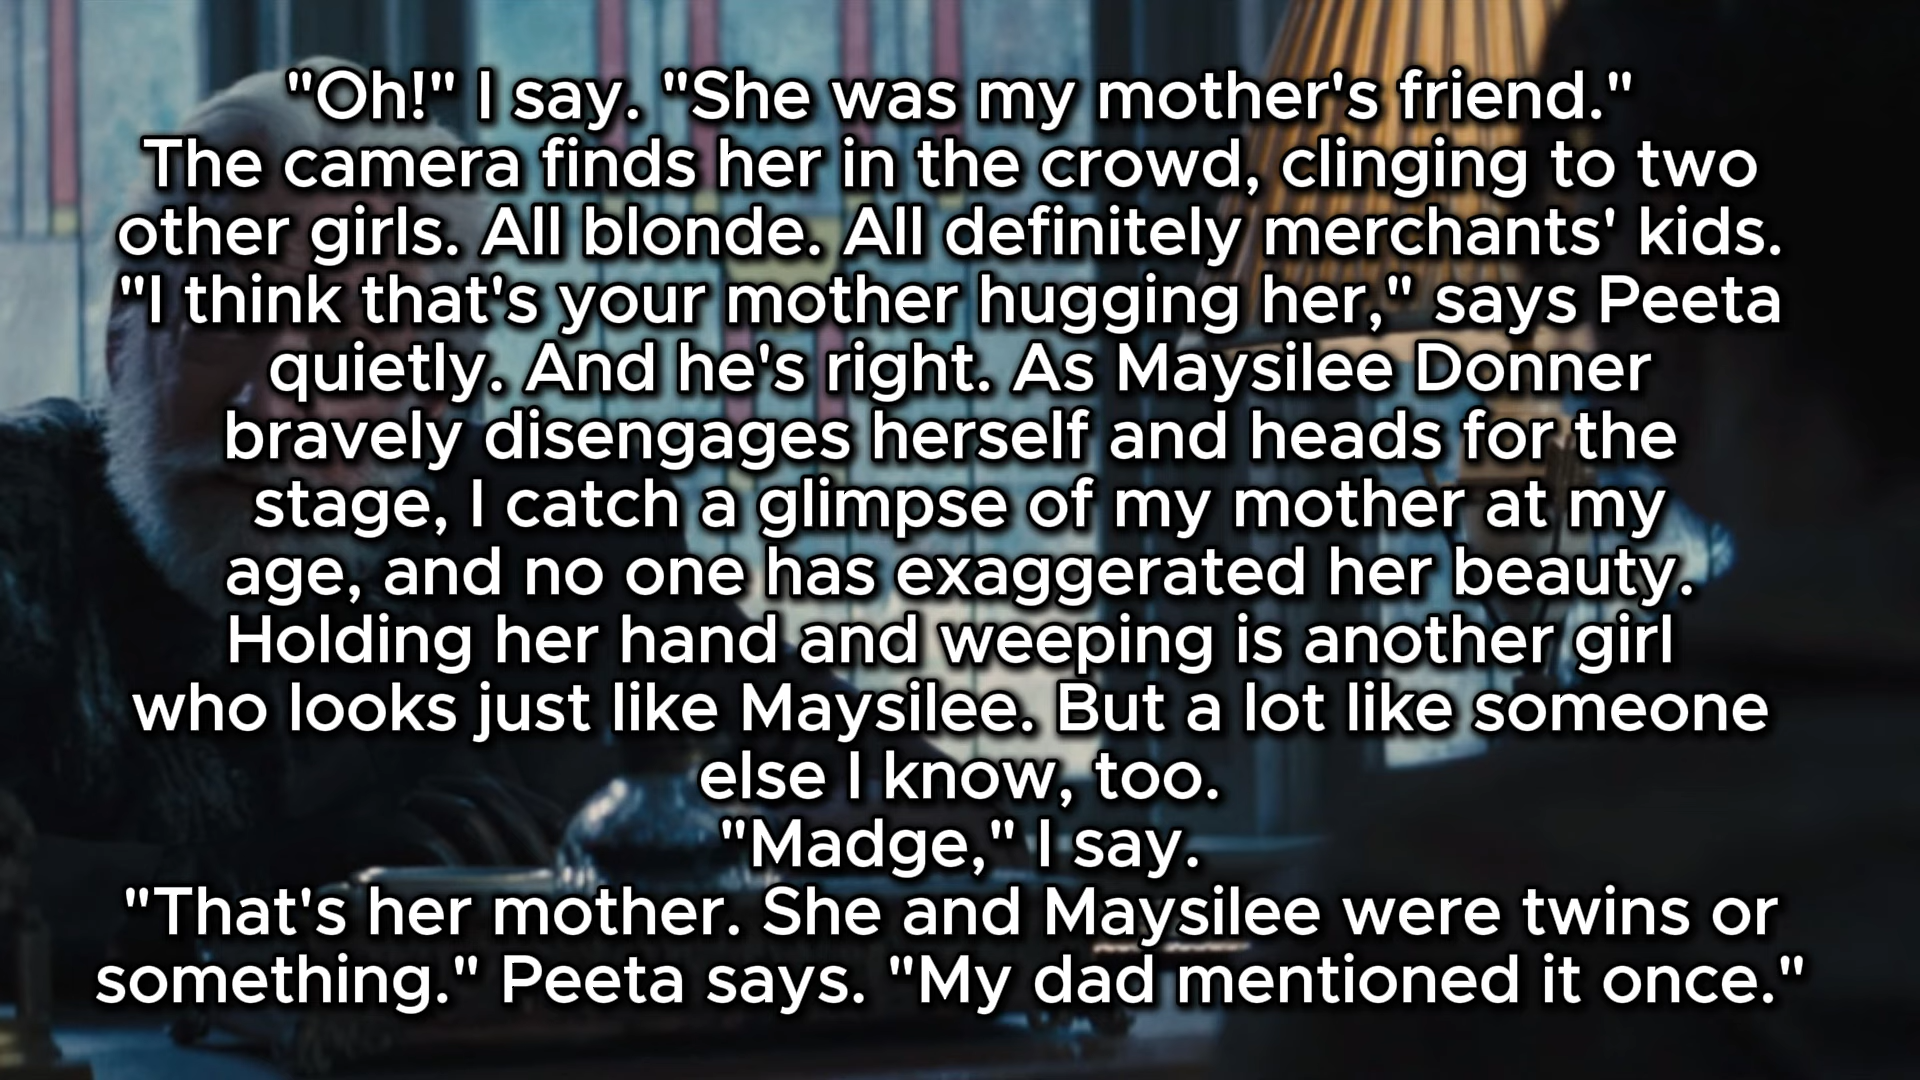 "Oh!" I say. "She was my mother's friend."
The camera finds her in the crowd, clinging to two
other girls. All blonde. All definitely merchants' kids.
"I think that's your mother hugging her," says Peeta
quietly. And he's right. As Maysilee Donner
bravely disengages herself and heads for the
stage, I catch a glimpse of my mother at my
age, and no one has exaggerated her beauty.
Holding her hand and weeping is another girl
who looks just like Maysilee. But a lot like someone
else I know, too.
"Madge," I say.
"That's her mother. She and Maysilee were twins or
something." Peeta says. "My dad mentioned it once."